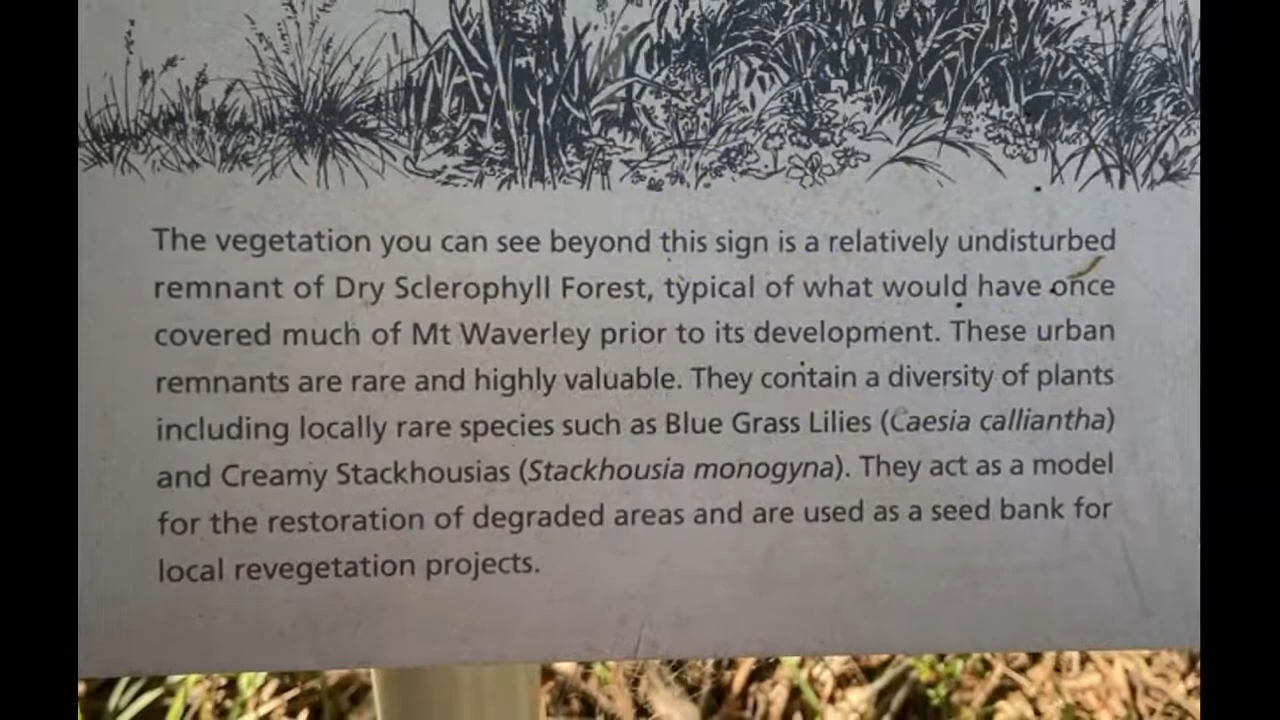 The vegetation you can see beyond this sign is a relatively undisturbed
remnant of Dry Sclerophyll Forest, typical of what would have once
covered much of Mt Waverley prior to its development. These urban
remnants are rare and highly valuable. They contain a diversity of plants
including locally rare species such as Blue Grass Lilies (Caesia calliantha)
and Creamy Stackhousias (Stackhousia monogyna). They act as a model
for the restoration of degraded areas and are used as a seed bank for
local revegetation projects.